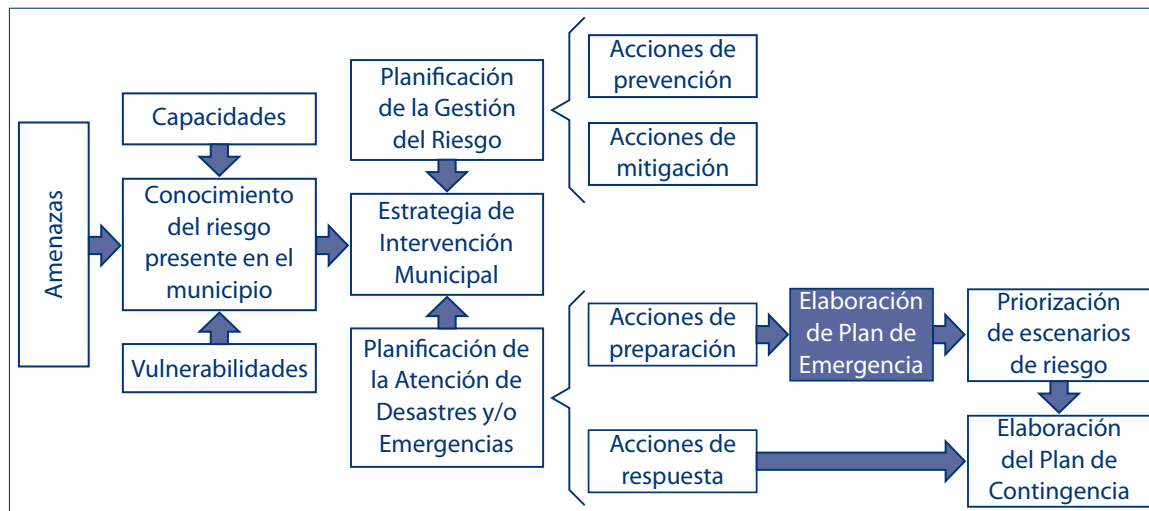 Amenazas
Capacidades
Conocimiento
del riesgo
presente en el
municipio
Vulnerabilidades
Planificación
de la Gestión
del Riesgo
Estrategia de
Intervención
Municipal
Planificación de
la Atención de
Desastres y/o
Emergencias
Acciones de
prevención
Acciones de
mitigación
Acciones de
preparación
Elaboración
de Plan de
Emergencia
Priorización
de escenarios
de riesgo
Acciones de
respuesta
Elaboración
del Plan de
Contingencia